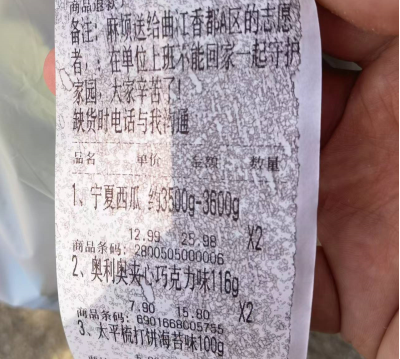 商品退款
备注：麻烦送给曲江香都A区的志愿
者，，在单位上班不能回家一起守护
家园，大家辛苦了！
缺货时电话与我沟通
品名 单价 金额 数量
1、宁夏西瓜 约3500g-3600g
12.99 25.98 X2
商品条码：2800505000006
2、奥利奥夹心巧克力味116g
7.90 15.80 X2
商品条码：6901668005755
3、太平梳打饼海苔味100g